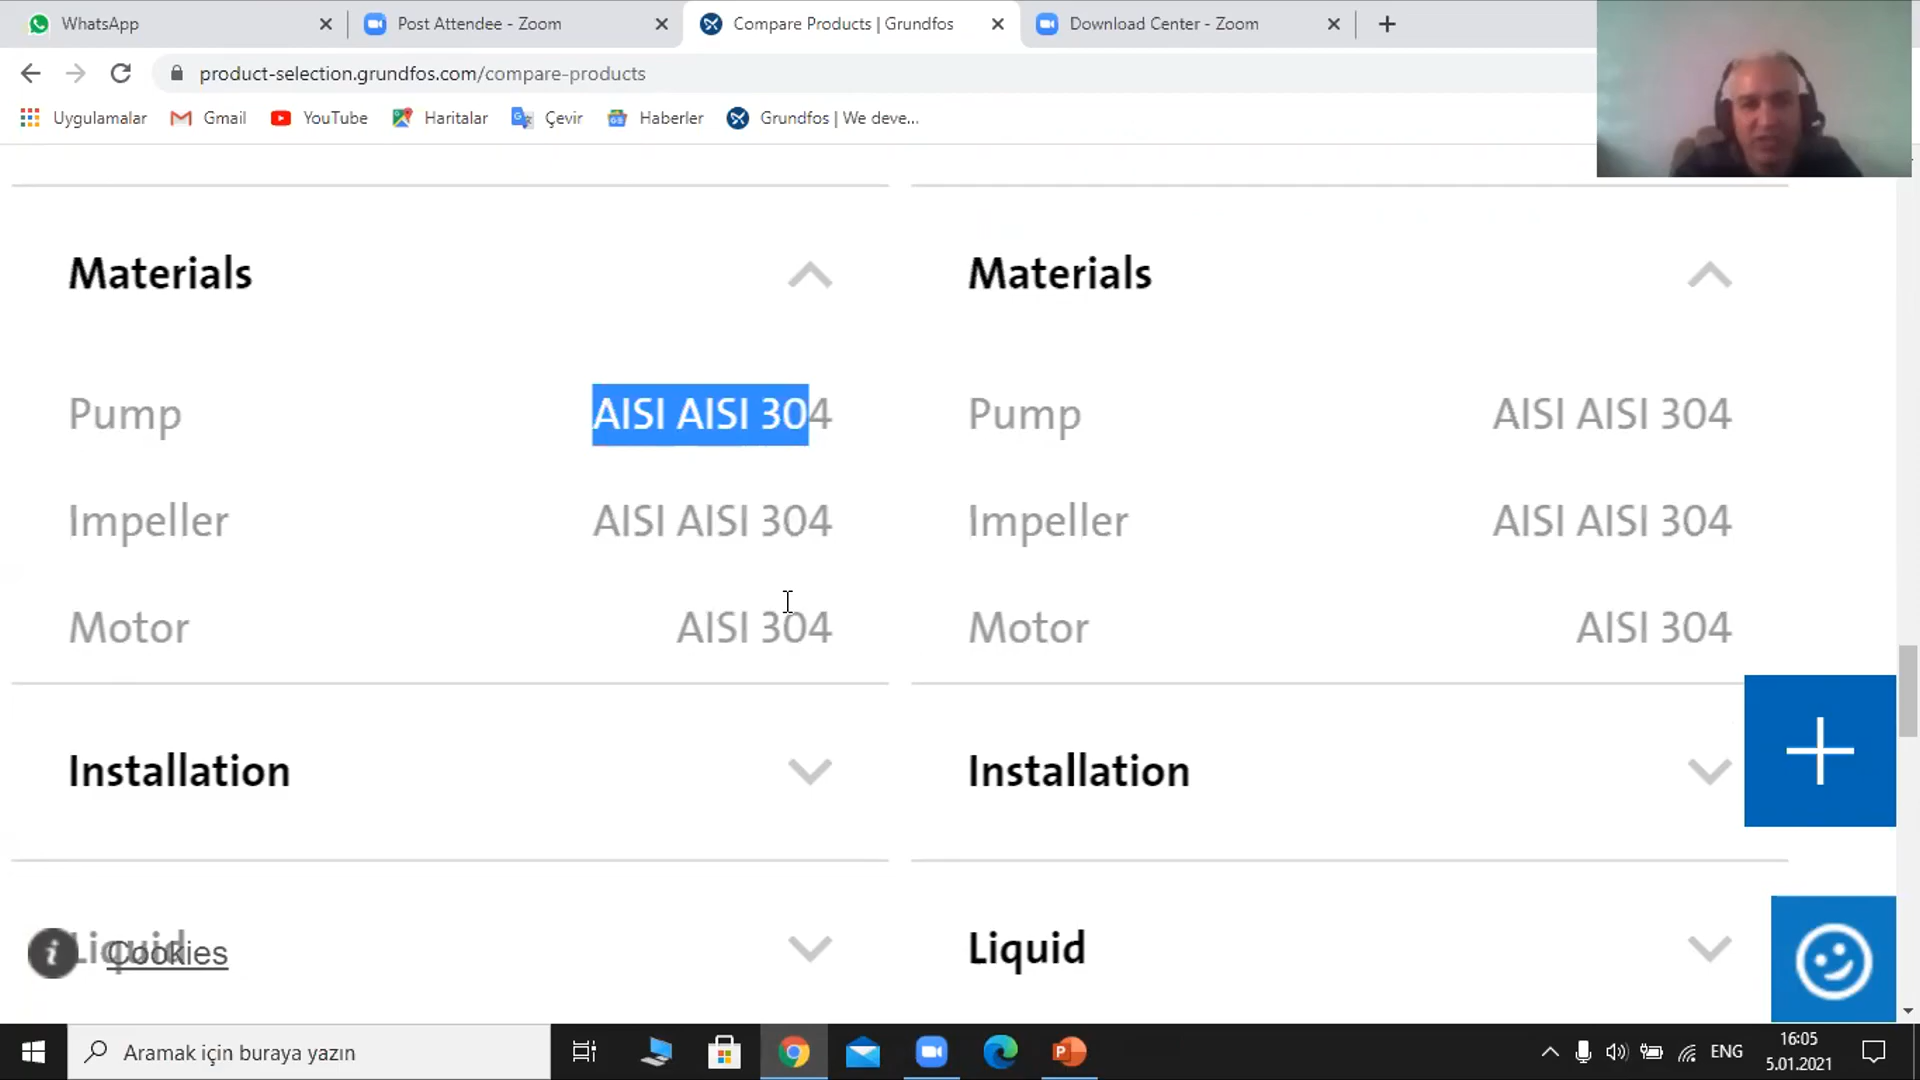 WhatsApp
Post Attendee - Zoom
Compare Products | Grundfos
Download Center - Zoom
product-selection.grundfos.com/compare-products
Uygulamalar
Gmail
YouTube
Haritalar
Çevir
Haberler
Grundfos | We deve...
Materials
Materials
Pump AISI AISI 304
Pump AISI AISI 304
Impeller AISI AISI 304
Impeller AISI AISI 304
Motor AISI 304
Motor AISI 304
Installation
Installation
Liquid
Cookies
Liquid
Aramak için buraya yazın
ENG
16:05
5.01.2021